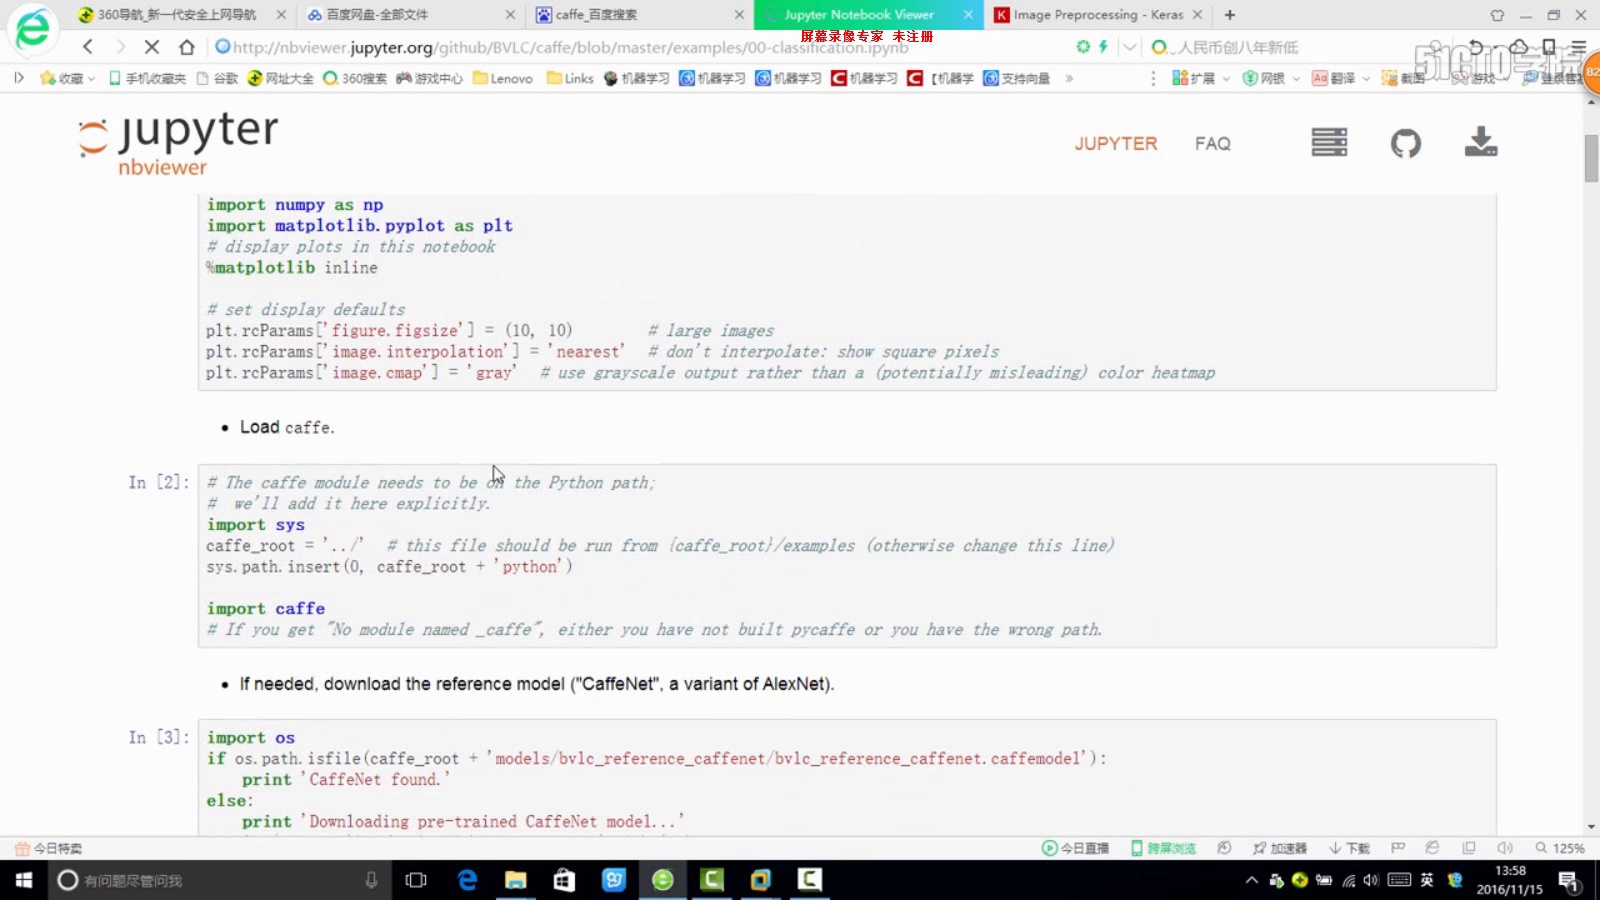 360导航_新一代安全上网导航
百度网盘-全部文件
caffe_百度搜索
Jupyter Notebook Viewer
Image Preprocessing - Keras
屏幕录像专家 未注册
http://nbviewer.jupyter.org/github/BVLC/caffe/blob/master/examples/00-classification.ipynb
人民币创八年新低
51CTO学院
收藏 手机收藏夹 谷歌 网址大全 360搜索 游戏中心 Lenovo Links 机器学习 机器学习 机器学习 机器学习 【机器学 支持向量 » 扩展 网银 翻译 截图 游戏 登录管
82
jupyter
nbviewer
JUPYTER FAQ
import numpy as np
import matplotlib.pyplot as plt
# display plots in this notebook
%matplotlib inline
# set display defaults
plt.rcParams['figure.figsize'] = (10, 10) # large images
plt.rcParams['image.interpolation'] = 'nearest' # don't interpolate: show square pixels
plt.rcParams['image.cmap'] = 'gray' # use grayscale output rather than a (potentially misleading) color heatmap
• Load caffe.
In [2]:
# The caffe module needs to be on the Python path;
# we'll add it here explicitly.
import sys
caffe_root = '../' # this file should be run from {caffe_root}/examples (otherwise change this line)
sys.path.insert(0, caffe_root + 'python')
import caffe
# If you get "No module named _caffe", either you have not built pycaffe or you have the wrong path.
• If needed, download the reference model ("CaffeNet", a variant of AlexNet).
In [3]:
import os
if os.path.isfile(caffe_root + 'models/bvlc_reference_caffenet/bvlc_reference_caffenet.caffemodel'):
print 'CaffeNet found.'
else:
print 'Downloading pre-trained CaffeNet model...'
今日特卖
今日直播 跨屏浏览 加速器 下载 125%
有问题尽管问我
英
13:58
2016/11/15
1